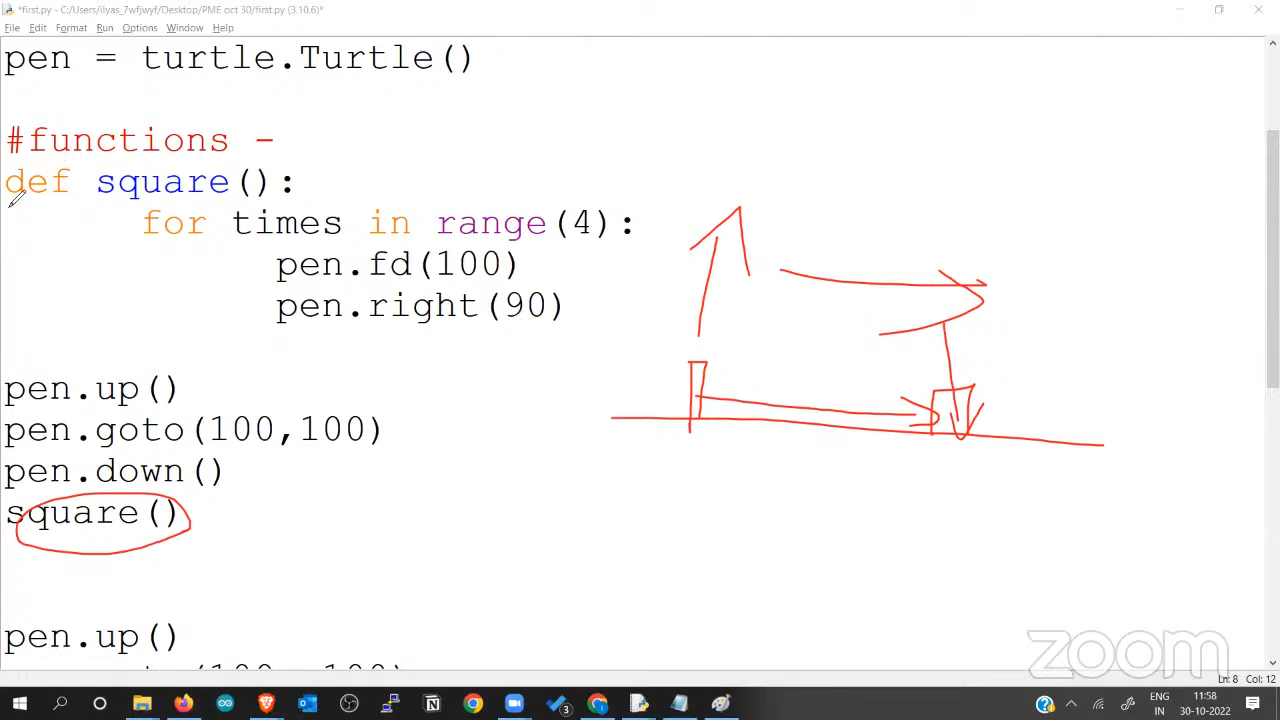 *first.py - C:/Users/ilyas_7wfjwyf/Desktop/PME oct 30/first.py (3.10.6)*
File Edit Format Run Options Window Help
pen = turtle.Turtle()
#functions -
def square():
for times in range(4):
pen.fd(100)
pen.right(90)
pen.up()
pen.goto(100,100)
pen.down()
square()
pen.up()
zoom
Ln: 8 Col: 12
3
ENG
IN
11:58
30-10-2022